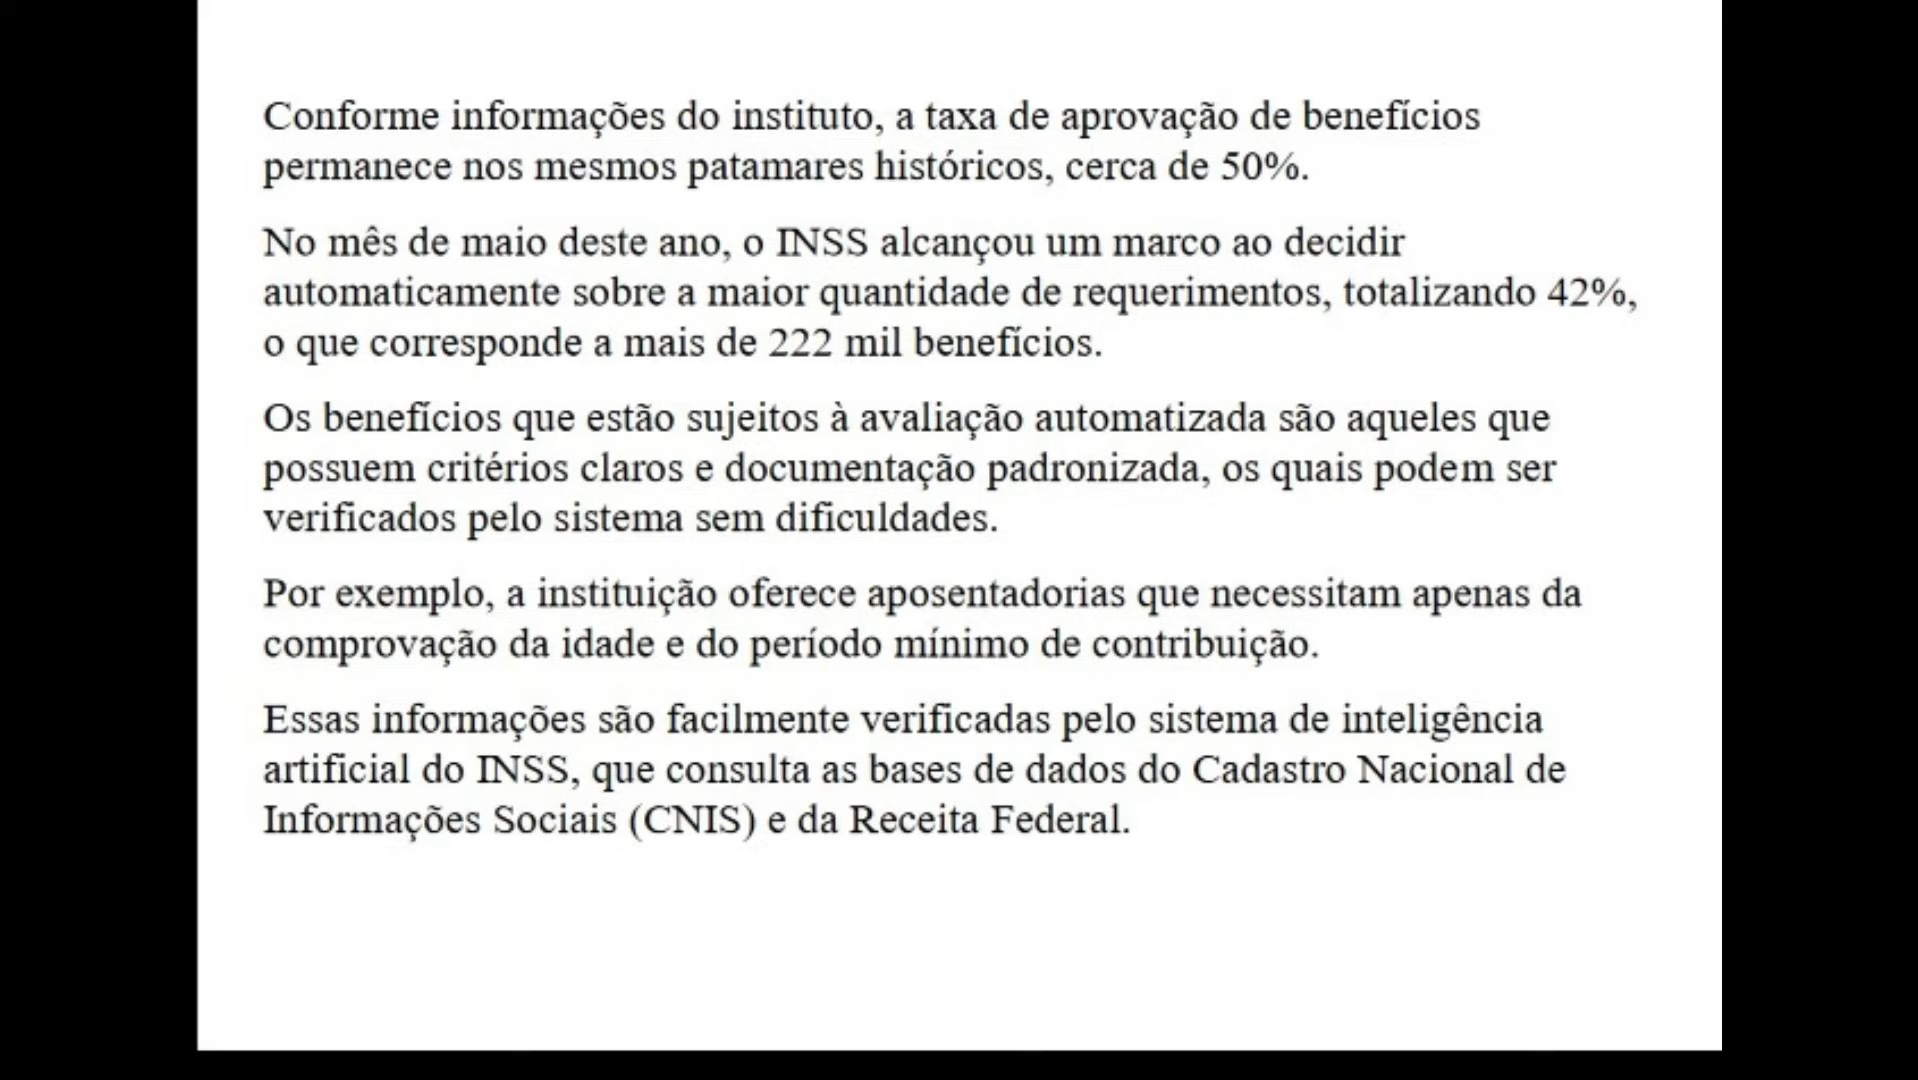 Conforme informações do instituto, a taxa de aprovação de benefícios
permanece nos mesmos patamares históricos, cerca de 50%.
No mês de maio deste ano, o INSS alcançou um marco ao decidir
automaticamente sobre a maior quantidade de requerimentos, totalizando 42%,
o que corresponde a mais de 222 mil benefícios.
Os benefícios que estão sujeitos à avaliação automatizada são aqueles que
possuem critérios claros e documentação padronizada, os quais podem ser
verificados pelo sistema sem dificuldades.
Por exemplo, a instituição oferece aposentadorias que necessitam apenas da
comprovação da idade e do período mínimo de contribuição.
Essas informações são facilmente verificadas pelo sistema de inteligência
artificial do INSS, que consulta as bases de dados do Cadastro Nacional de
Informações Sociais (CNIS) e da Receita Federal.